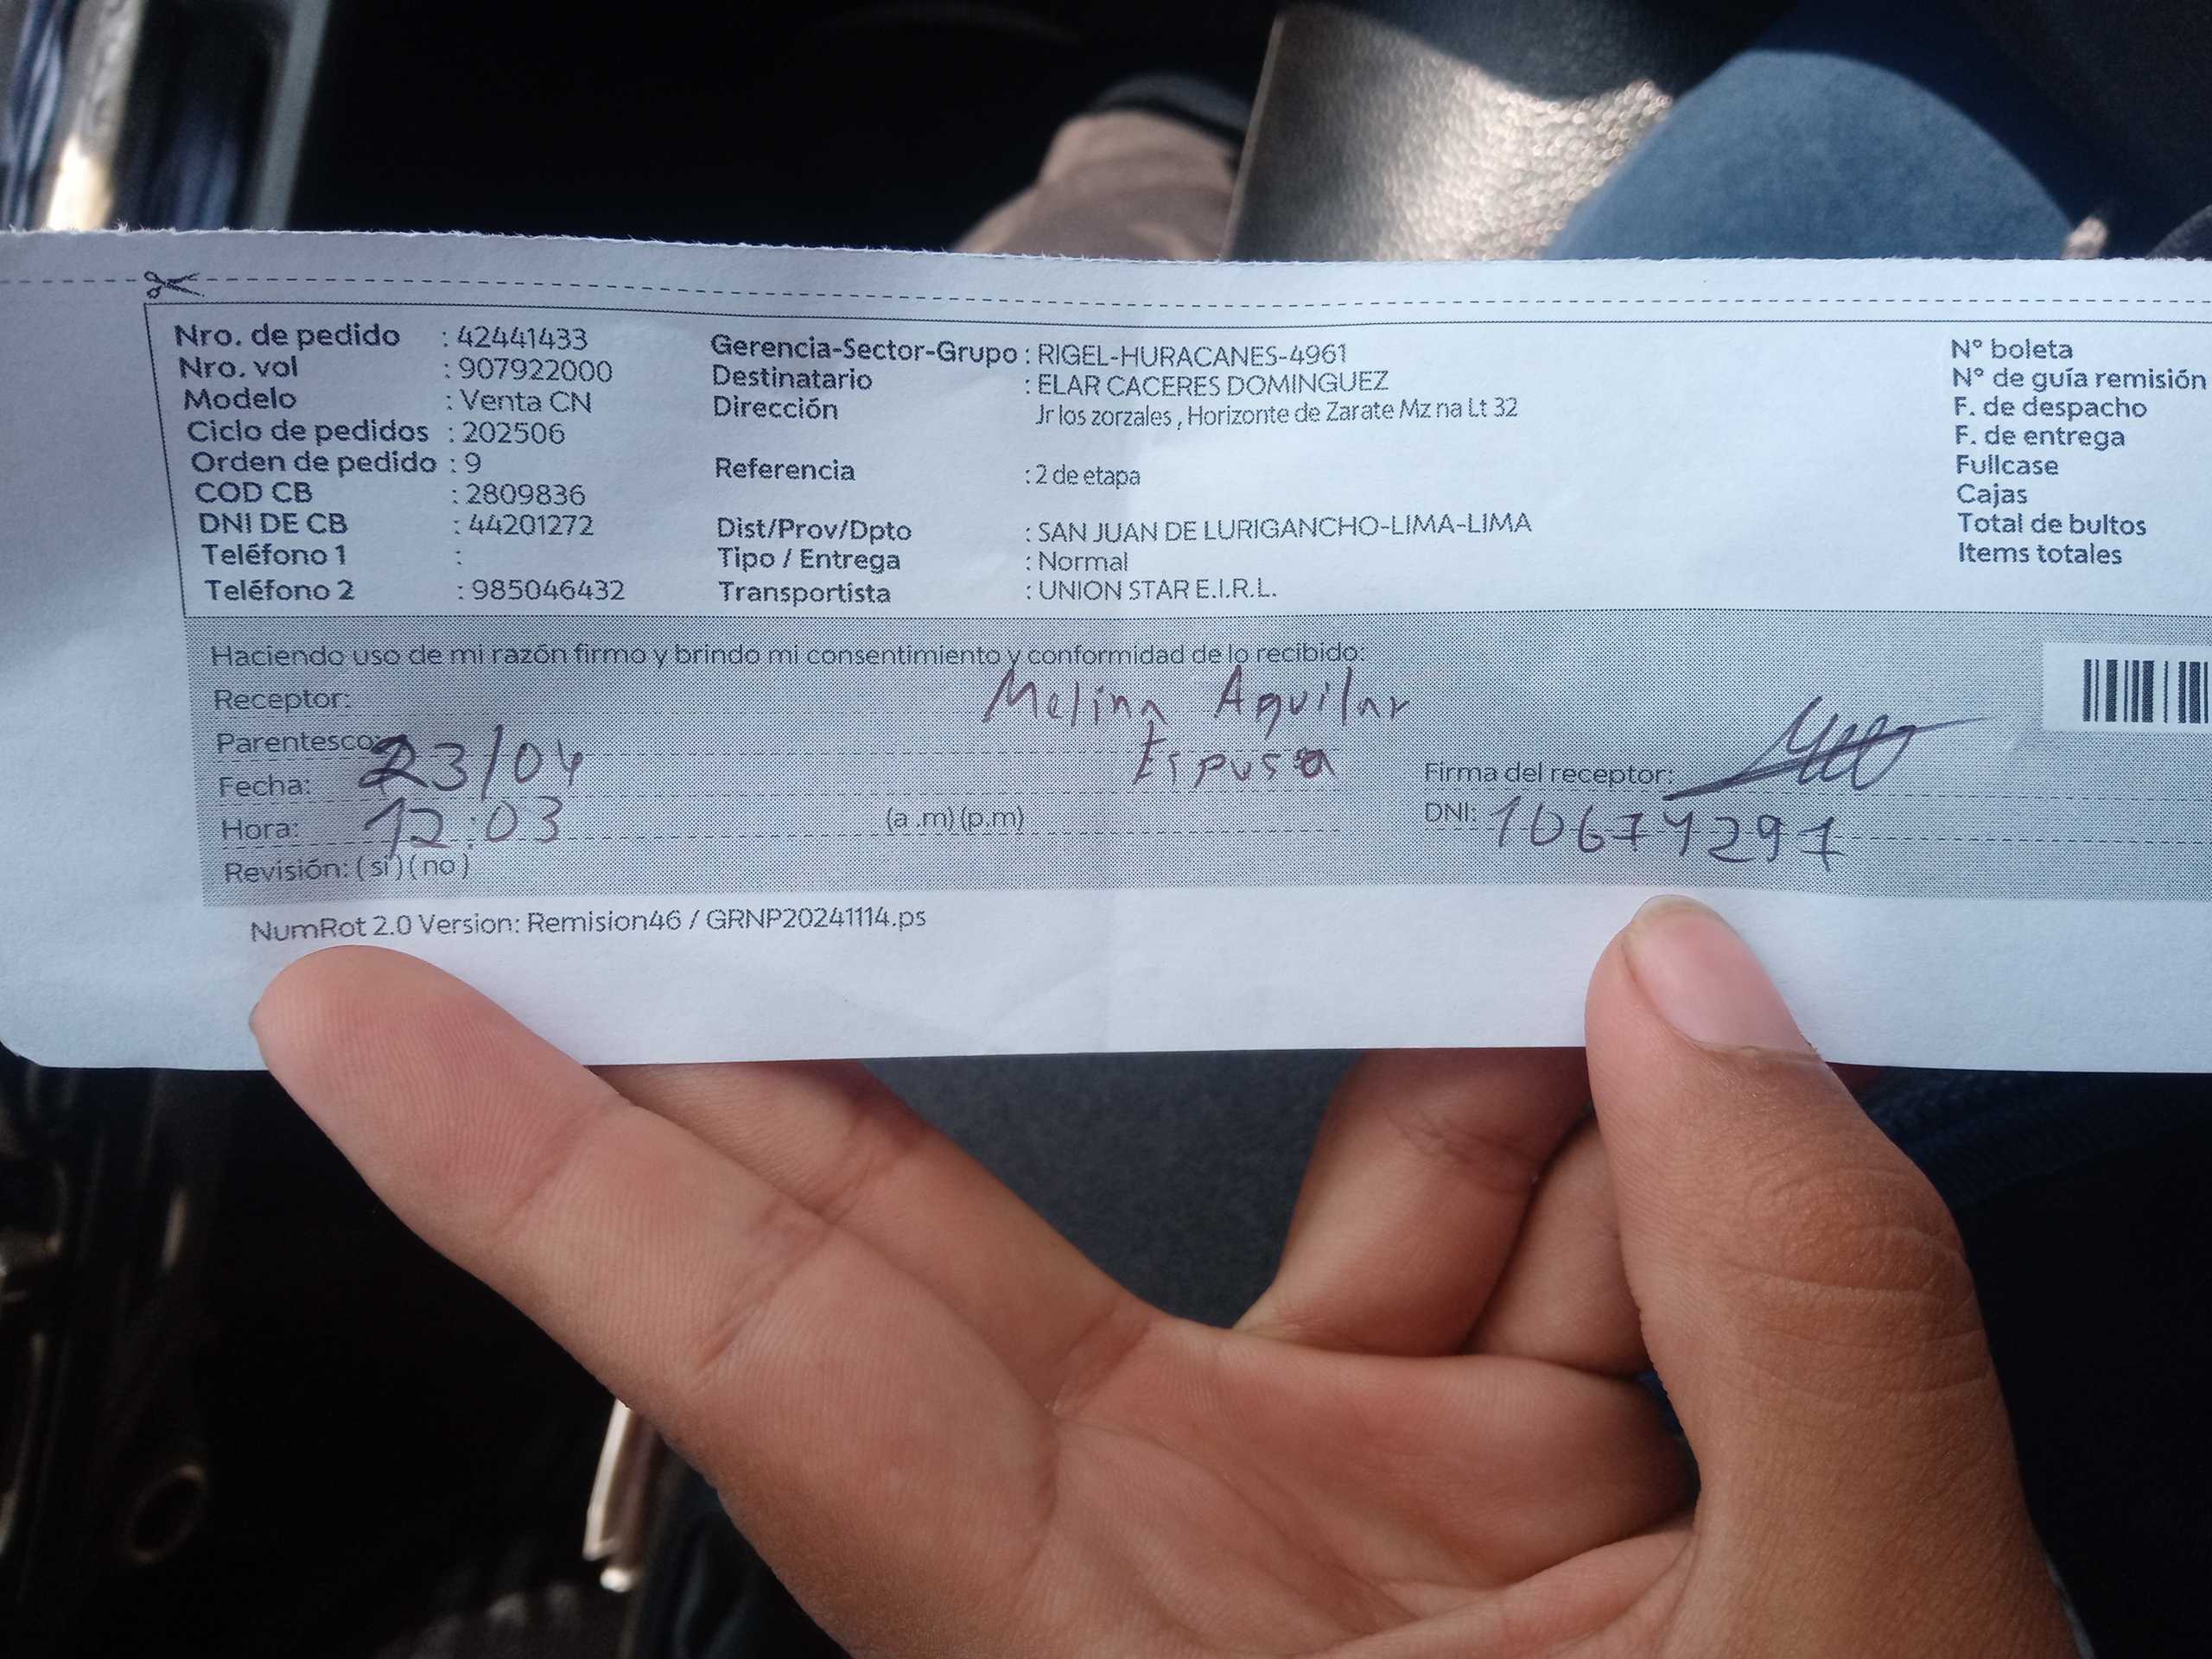 Nro. de pedido : 42441433
Nro. vol : 907922000
Modelo : Venta CN
Ciclo de pedidos : 202506
Orden de pedido : 9
COD CB : 2809836
DNI DE CB : 44201272
Teléfono 1 :
Teléfono 2 : 985046432
Gerencia-Sector-Grupo : RIGEL-HURACANES-4961
Destinatario : ELAR CACERES DOMINGUEZ
Dirección Jr los zorzales , Horizonte de Zarate Mz na Lt 32
Referencia : 2 de etapa
Dist/Prov/Dpto : SAN JUAN DE LURIGANCHO-LIMA-LIMA
Tipo / Entrega : Normal
Transportista : UNION STAR E.I.R.L.
N° boleta
N° de guía remisión
F. de despacho
F. de entrega
Fullcase
Cajas
Total de bultos
Items totales
Haciendo uso de mi razón firmo y brindo mi consentimiento y conformidad de lo recibido:
Receptor: Melina Aguilar
Parentesco: Espusa
Fecha: 23/04
Hora: 12:03 (a .m) (p.m)
Revisión: ( si ) ( no )
Firma del receptor:
DNI: 10674297
NumRot 2.0 Version: Remision46 / GRNP20241114.ps